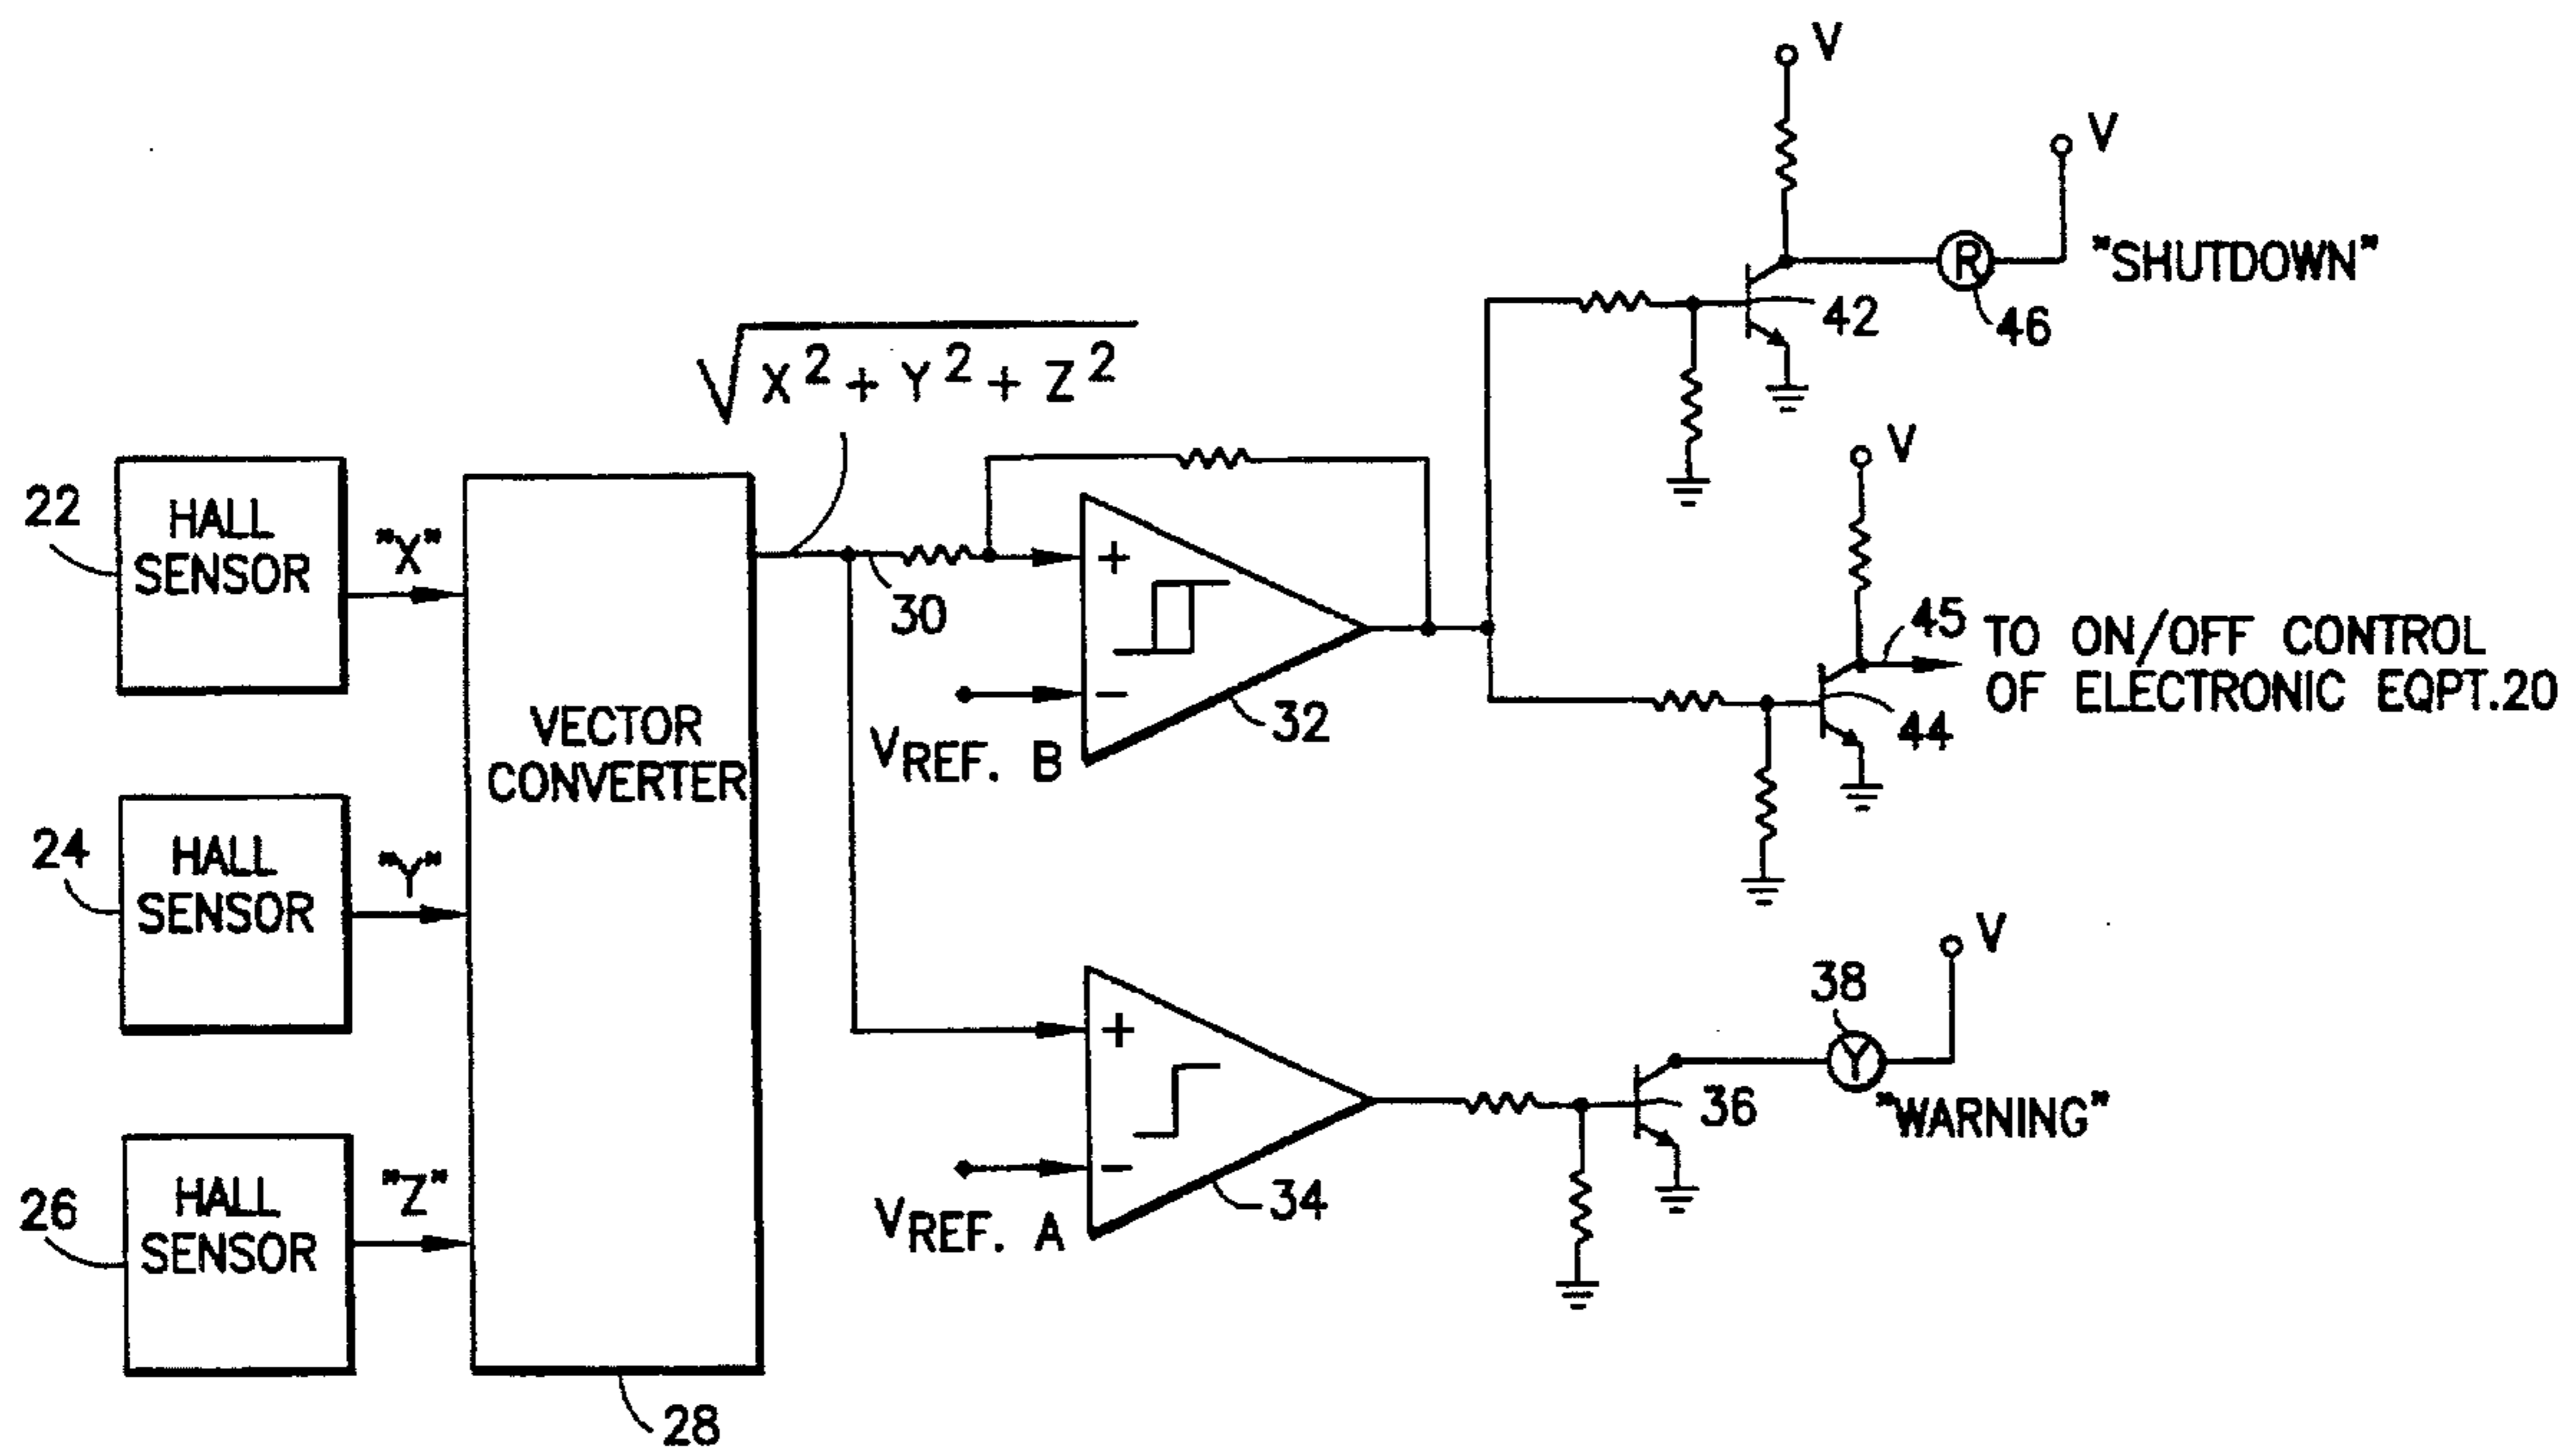 V
V
"SHUTDOWN"
R
42
46
√X² + Y² + Z²
22
HALL
SENSOR
"X"
30
+
−
32
VREF. B
V
45
TO ON/OFF CONTROL
OF ELECTRONIC EQPT.20
44
VECTOR
CONVERTER
24
HALL
SENSOR
"Y"
V
38
Y
"WARNING"
36
+
−
34
VREF. A
26
HALL
SENSOR
"Z"
28